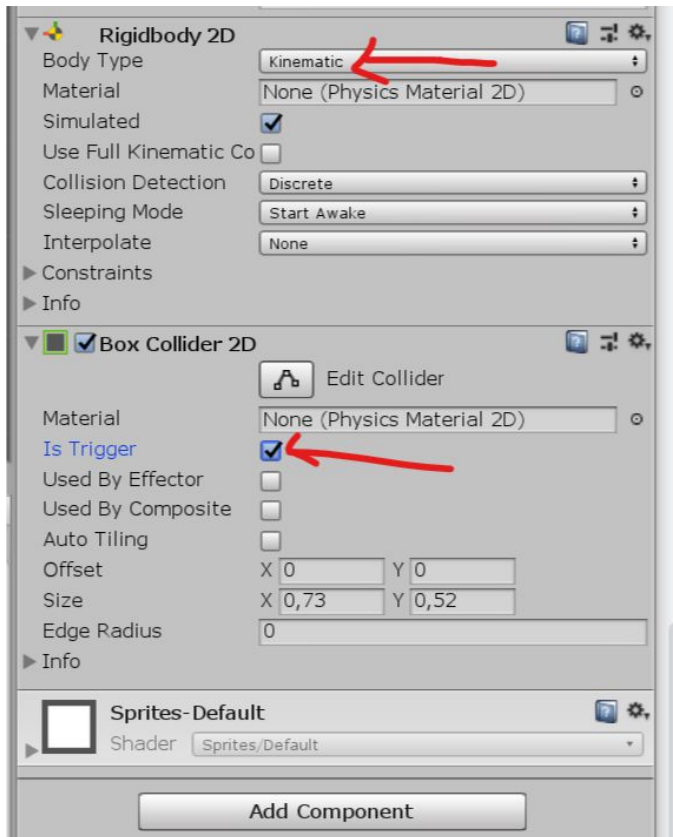 Rigidbody 2D
Body Type Kinematic
Material None (Physics Material 2D)
Simulated
Use Full Kinematic Co
Collision Detection Discrete
Sleeping Mode Start Awake
Interpolate None
Constraints
Info
Box Collider 2D
Edit Collider
Material None (Physics Material 2D)
Is Trigger
Used By Effector
Used By Composite
Auto Tiling
Offset X 0 Y 0
Size X 0,73 Y 0,52
Edge Radius 0
Info
Sprites-Default
Shader Sprites/Default
Add Component